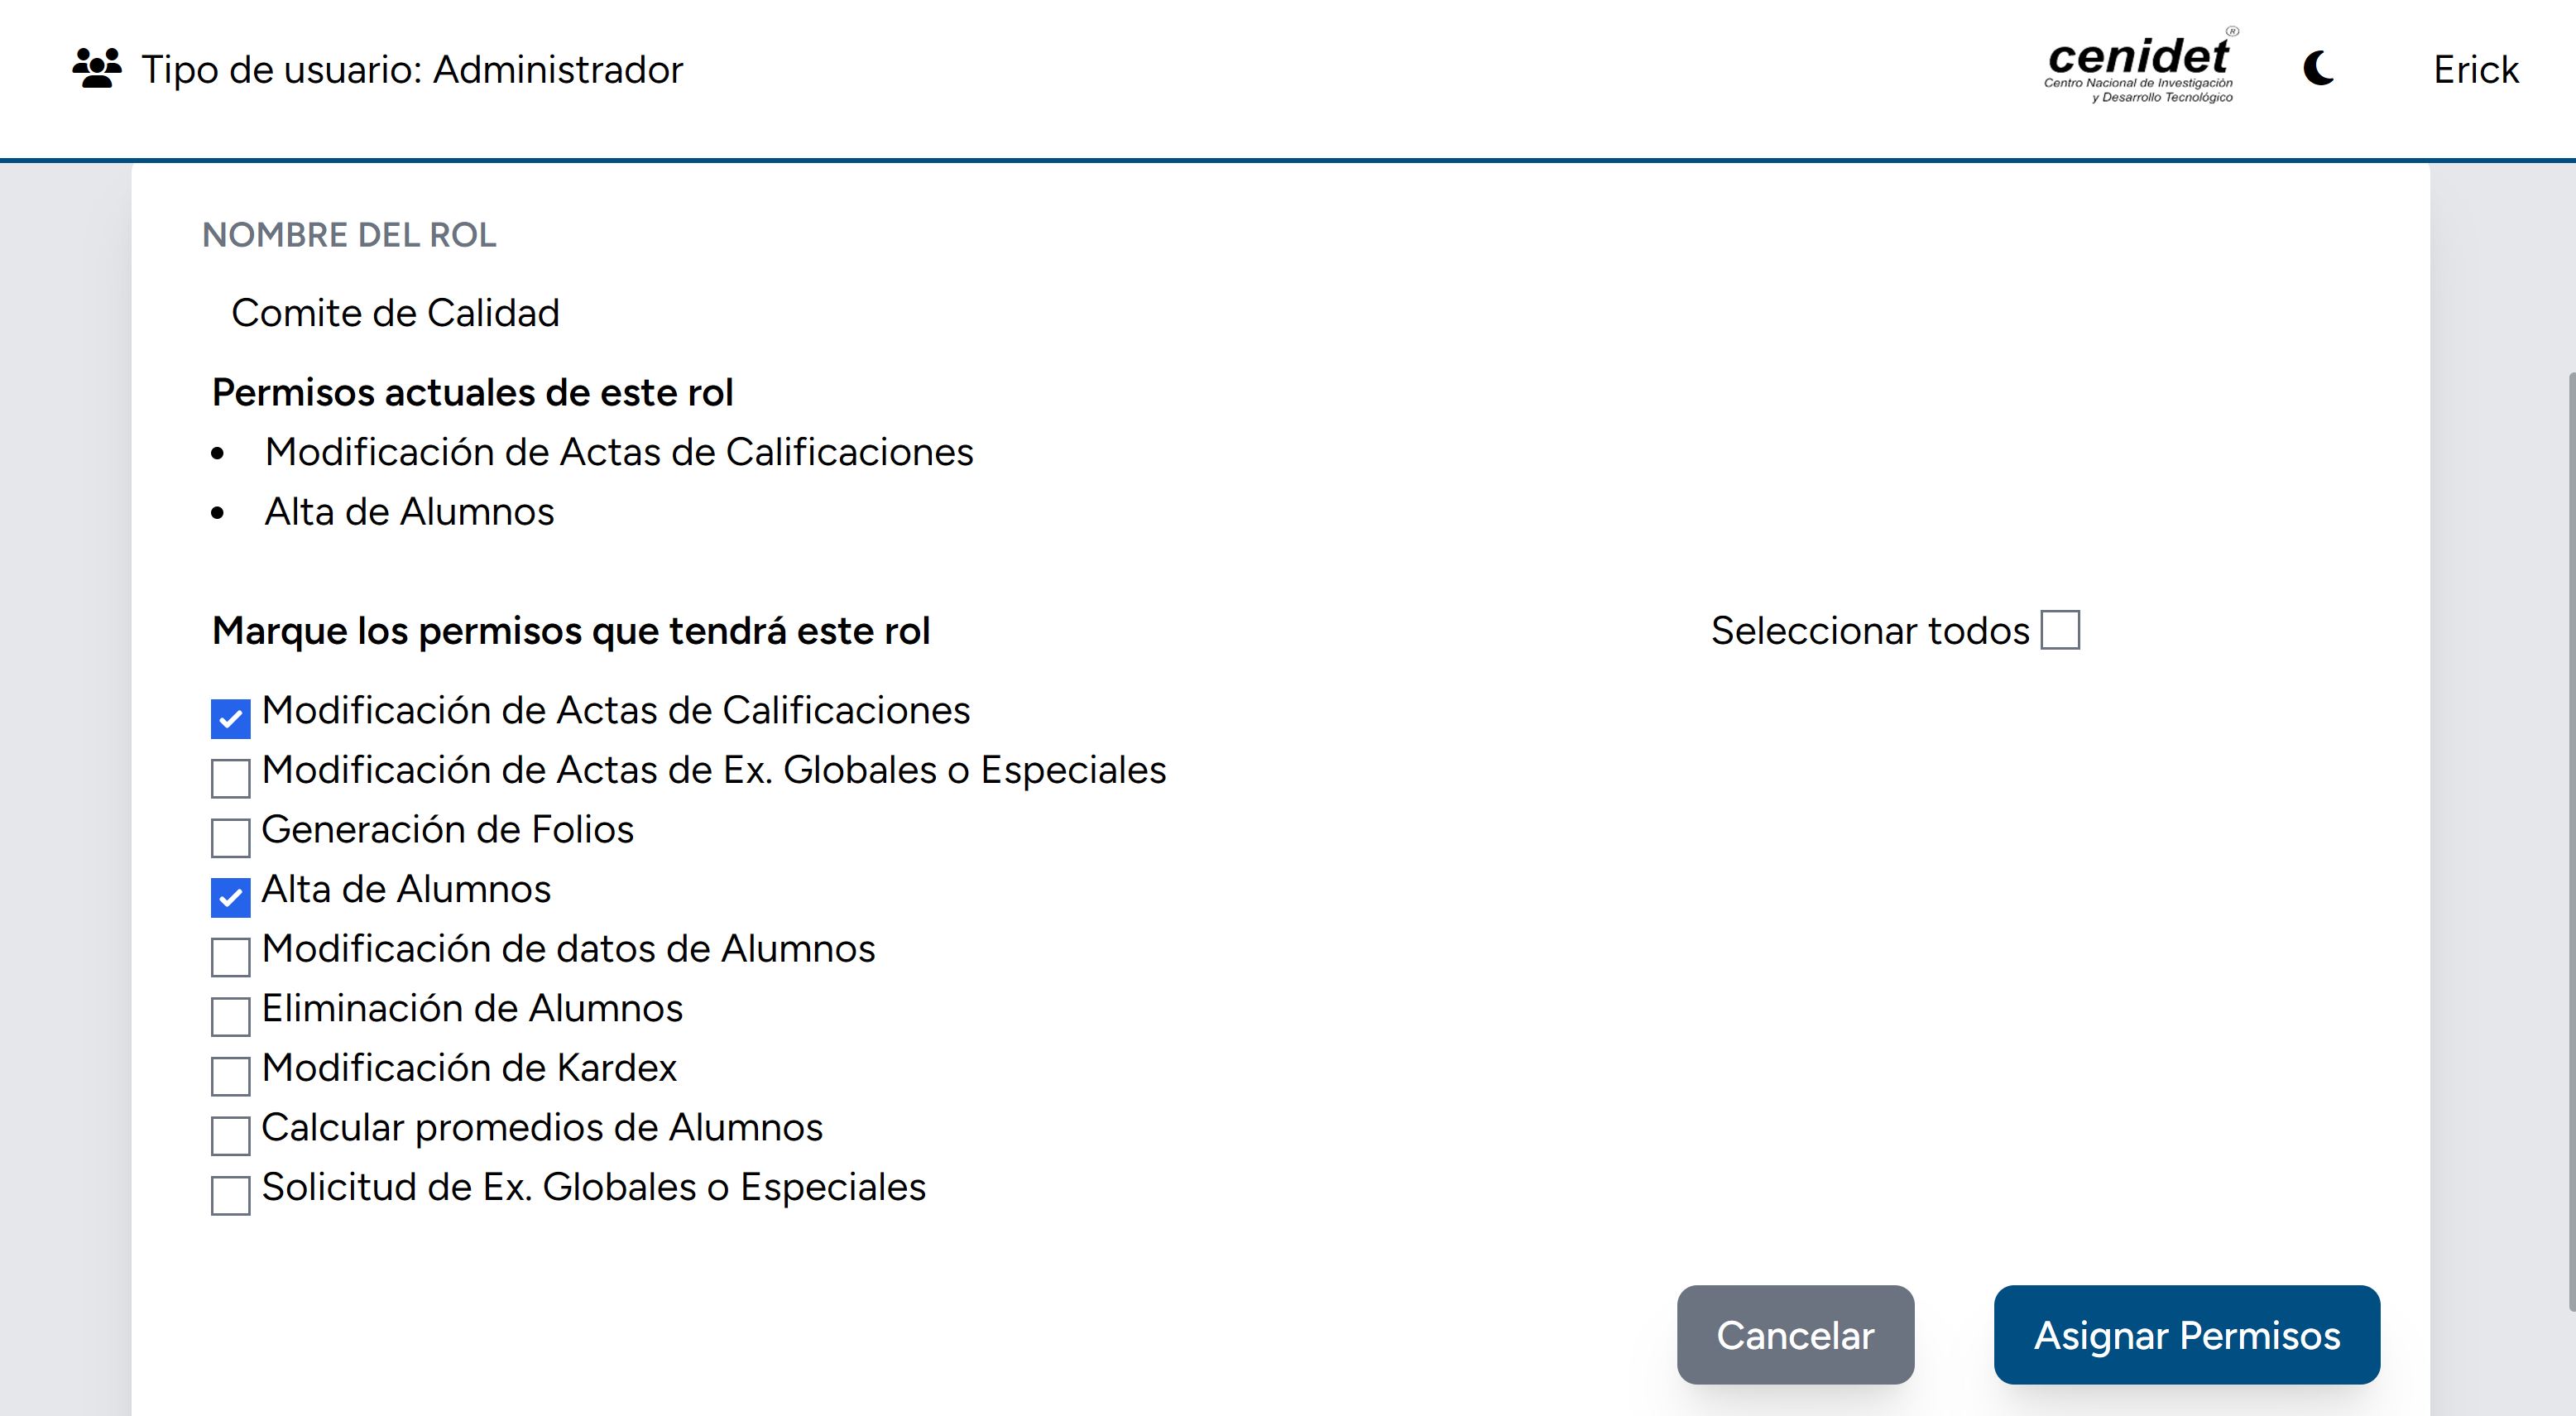 Tipo de usuario: Administrador
cenidet®
Centro Nacional de Investigación
y Desarrollo Tecnológico
Erick
NOMBRE DEL ROL
Comite de Calidad
Permisos actuales de este rol
• Modificación de Actas de Calificaciones
• Alta de Alumnos
Marque los permisos que tendrá este rol
Seleccionar todos
Modificación de Actas de Calificaciones
Modificación de Actas de Ex. Globales o Especiales
Generación de Folios
Alta de Alumnos
Modificación de datos de Alumnos
Eliminación de Alumnos
Modificación de Kardex
Calcular promedios de Alumnos
Solicitud de Ex. Globales o Especiales
Cancelar
Asignar Permisos